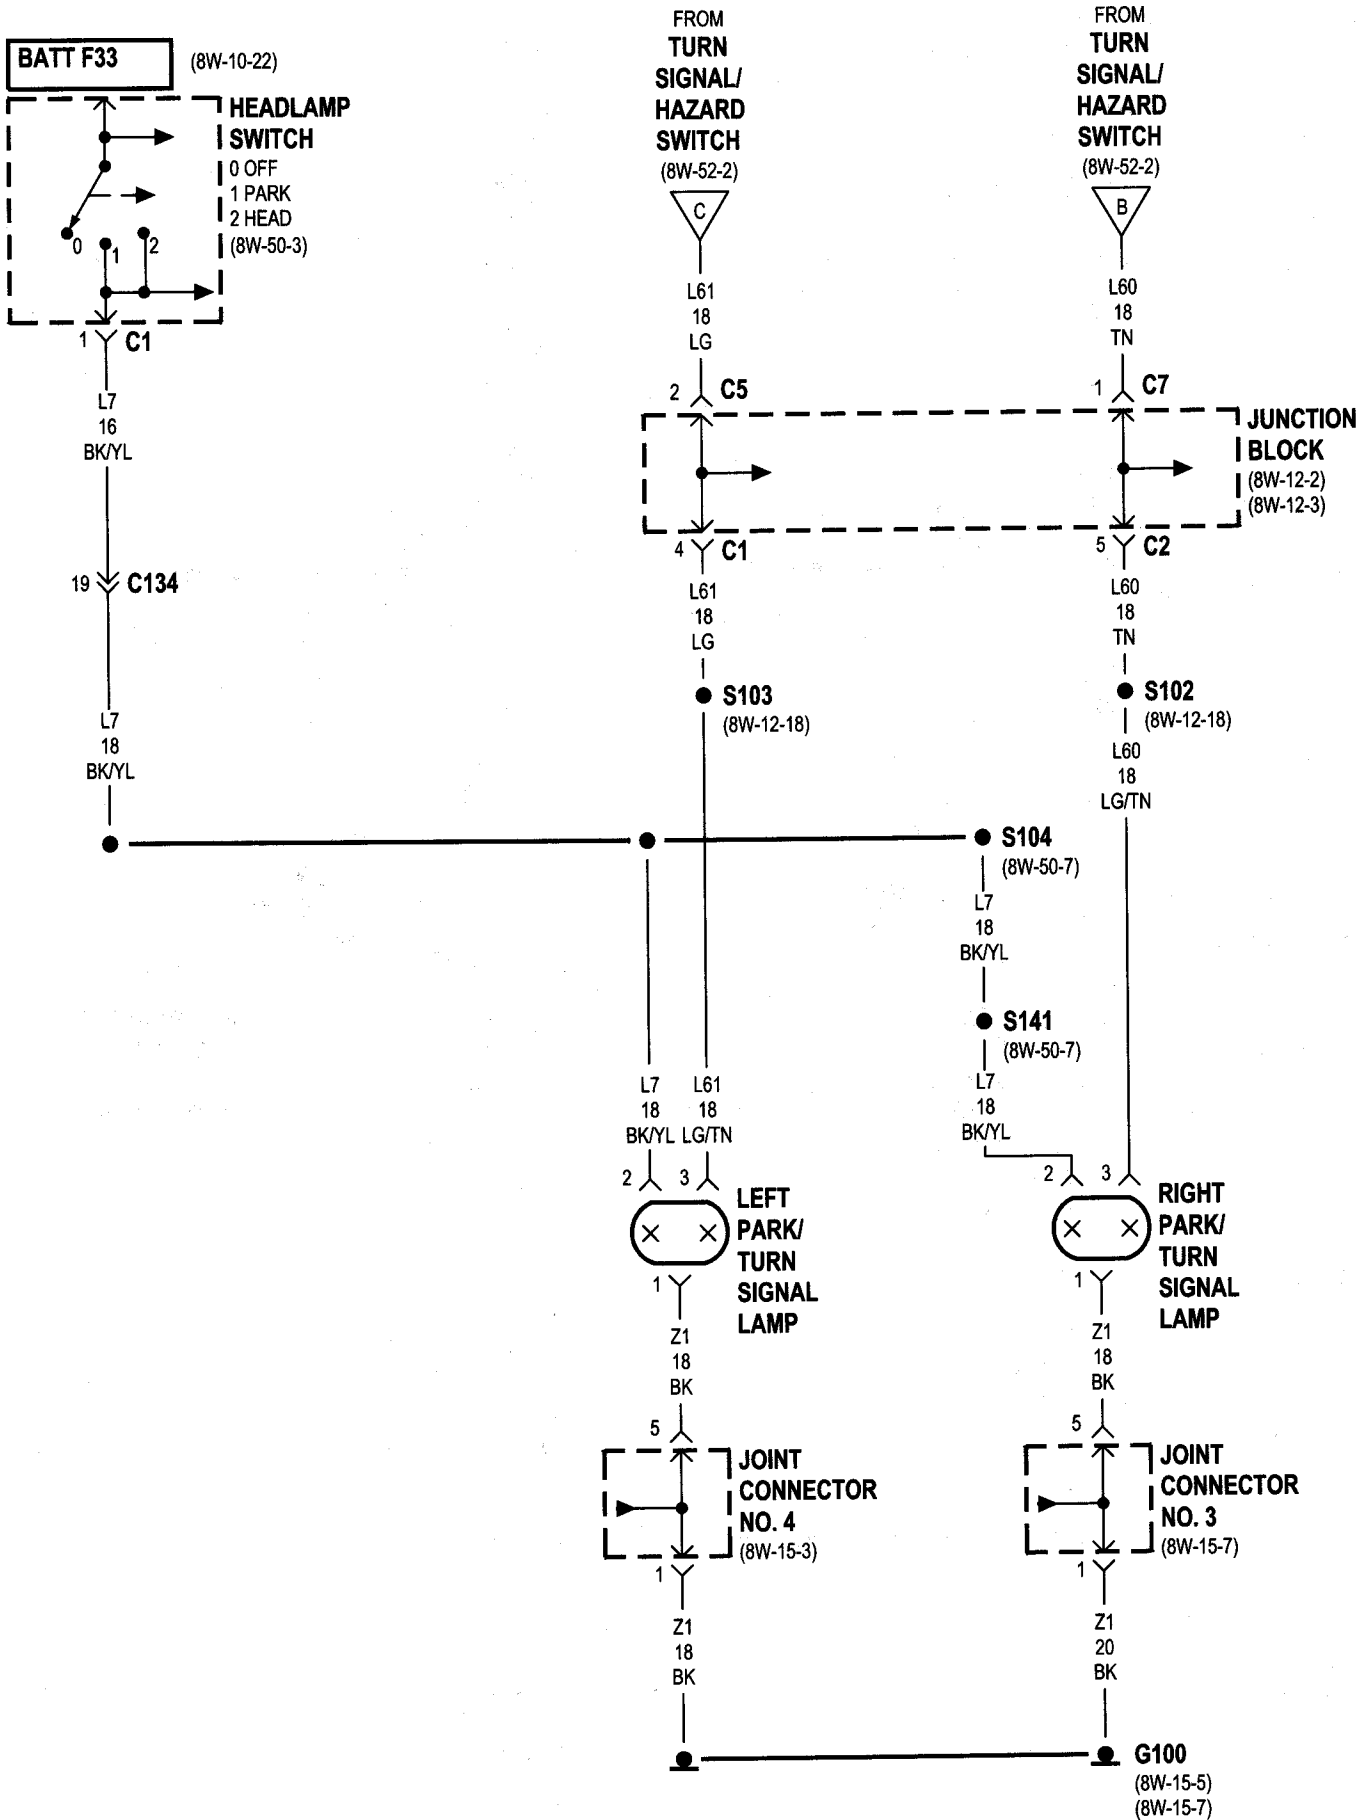 BATT F33
(8W-10-22)
HEADLAMP
SWITCH
0 OFF
1 PARK
2 HEAD
(8W-50-3)
0
1
2
1
C1
L7
16
BK/YL
19
C134
L7
18
BK/YL
FROM
TURN
SIGNAL/
HAZARD
SWITCH
(8W-52-2)
C
L61
18
LG
2
C5
FROM
TURN
SIGNAL/
HAZARD
SWITCH
(8W-52-2)
B
L60
18
TN
1
C7
JUNCTION
BLOCK
(8W-12-2)
(8W-12-3)
4
C1
L61
18
LG
S103
(8W-12-18)
5
C2
L60
18
TN
S102
(8W-12-18)
L60
18
LG/TN
S104
(8W-50-7)
L7
18
BK/YL
S141
(8W-50-7)
L7
18
BK/YL
L7
18
BK/YL
L61
18
LG/TN
2
3
LEFT
PARK/
TURN
SIGNAL
LAMP
1
Z1
18
BK
5
JOINT
CONNECTOR
NO. 4
(8W-15-3)
1
Z1
18
BK
2
3
RIGHT
PARK/
TURN
SIGNAL
LAMP
1
Z1
18
BK
5
JOINT
CONNECTOR
NO. 3
(8W-15-7)
1
Z1
20
BK
G100
(8W-15-5)
(8W-15-7)